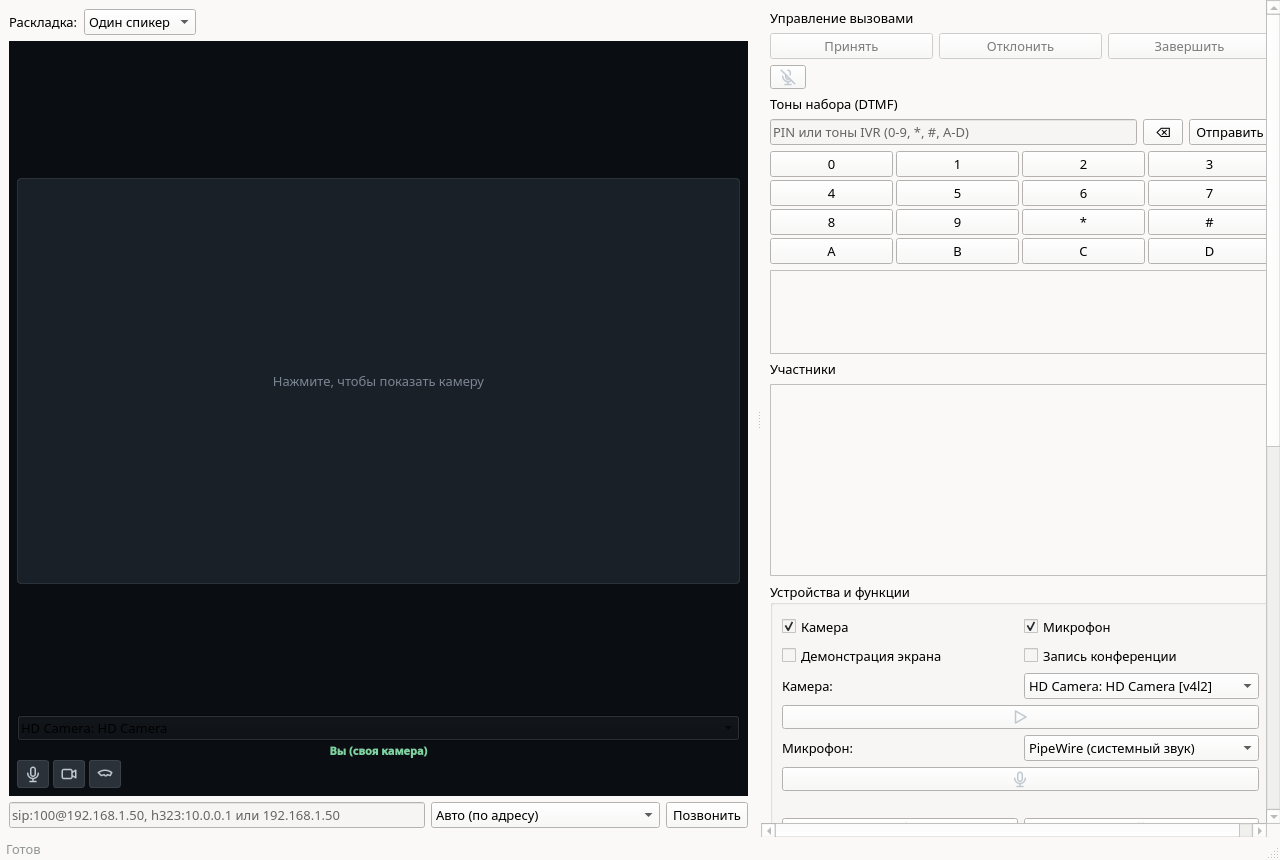 Раскладка: Один спикер
Нажмите, чтобы показать камеру
HD Camera: HD Camera
Вы (своя камера)
sip:100@192.168.1.50, h323:10.0.0.1 или 192.168.1.50 Авто (по адресу) Позвонить
Готов
Управление вызовами
Принять Отклонить Завершить
Тоны набора (DTMF)
PIN или тоны IVR (0-9, *, #, A-D) Отправить
0 1 2 3
4 5 6 7
8 9 * #
A B C D
Участники
Устройства и функции
Камера Микрофон
Демонстрация экрана Запись конференции
Камера: HD Camera: HD Camera [v4l2]
Микрофон: PipeWire (системный звук)